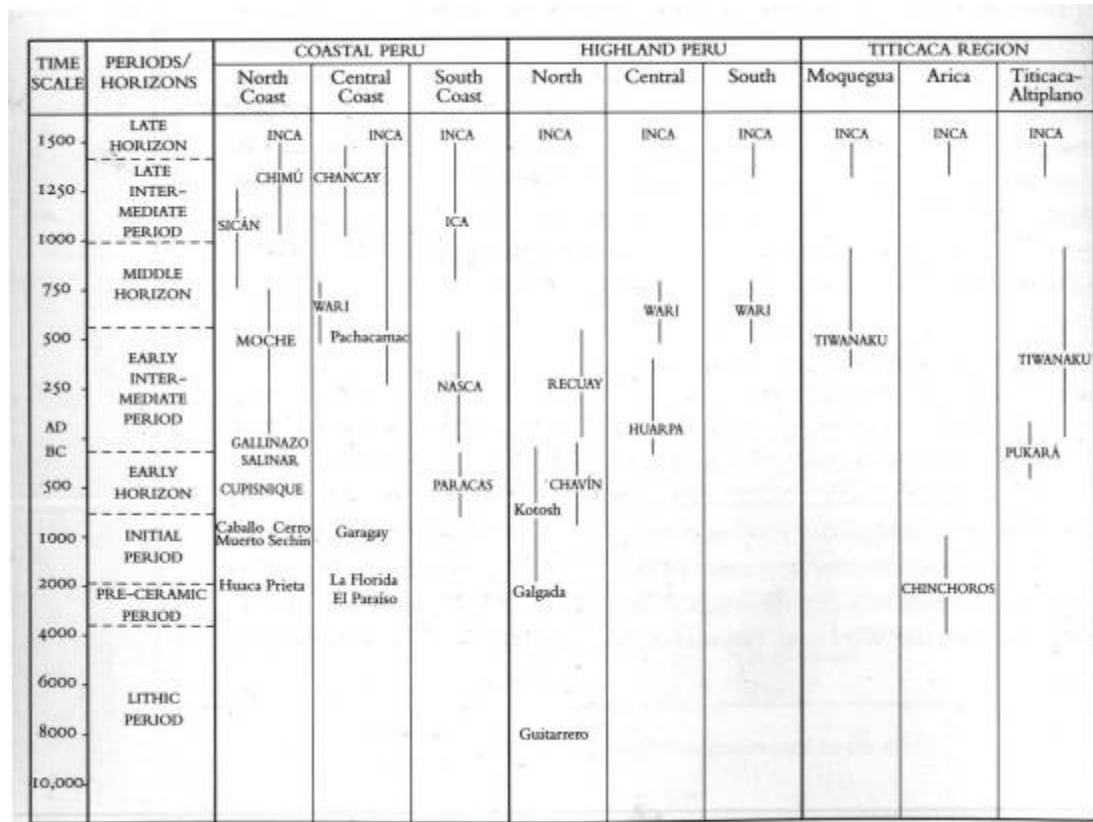 COASTAL PERU HIGHLAND PERU TITICACA REGION
TIME SCALE PERIODS/ HORIZONS North Coast Central Coast South Coast North Central South Moquegua Arica Titicaca-Altiplano
LATE HORIZON
1500 INCA INCA INCA INCA INCA INCA INCA INCA INCA
LATE INTER-MEDIATE PERIOD
CHIMÚ CHANCAY
1250
SICÁN ICA
1000
MIDDLE HORIZON
750
WARI WARI WARI
500 MOCHE Pachacamac TIWANAKU
TIWANAKU
EARLY INTER-MEDIATE PERIOD
250 NASCA RECUAY
AD
HUARPA
BC
GALLINAZO PUKARÁ
SALINAR
EARLY HORIZON
500 CUPISNIQUE PARACAS CHAVÍN
Kotosh
INITIAL PERIOD
1000 Caballo Muerto Cerro Sechín Garagay
2000 Huaca Prieta La Florida
El Paraíso Galgada CHINCHOROS
PRE-CERAMIC PERIOD
4000
6000
LITHIC PERIOD
8000 Guitarrero
10,000